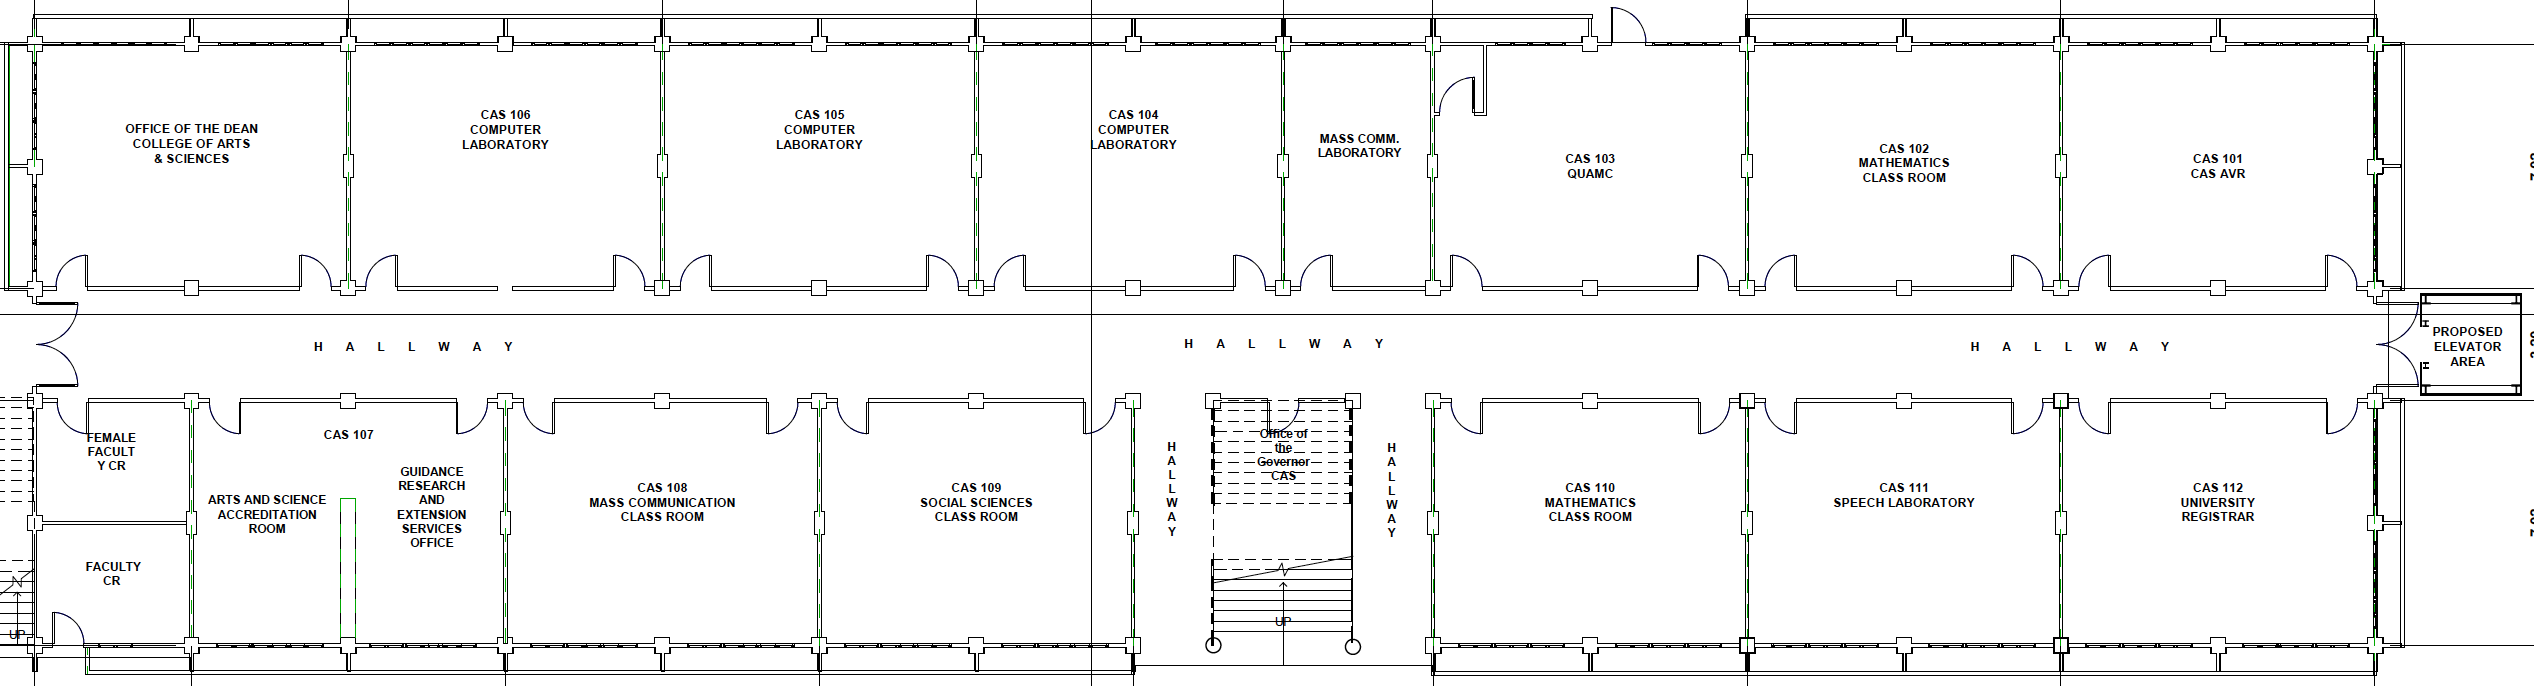 OFFICE OF THE DEAN
COLLEGE OF ARTS
& SCIENCES
CAS 106
COMPUTER
LABORATORY
CAS 105
COMPUTER
LABORATORY
CAS 104
COMPUTER
LABORATORY
MASS COMM.
LABORATORY
CAS 103
QUAMC
CAS 102
MATHEMATICS
CLASS ROOM
CAS 101
CAS AVR
HALLWAY
HALLWAY
HALLWAY
PROPOSED
ELEVATOR
AREA
FEMALE
FACULT
Y CR
FACULTY
CR
UP
CAS 107
ARTS AND SCIENCE
ACCREDITATION
ROOM
GUIDANCE
RESEARCH
AND
EXTENSION
SERVICES
OFFICE
CAS 108
MASS COMMUNICATION
CLASS ROOM
CAS 109
SOCIAL SCIENCES
CLASS ROOM
HALLWAY
Office of
the
Governor
CAS
UP
HALLWAY
CAS 110
MATHEMATICS
CLASS ROOM
CAS 111
SPEECH LABORATORY
CAS 112
UNIVERSITY
REGISTRAR